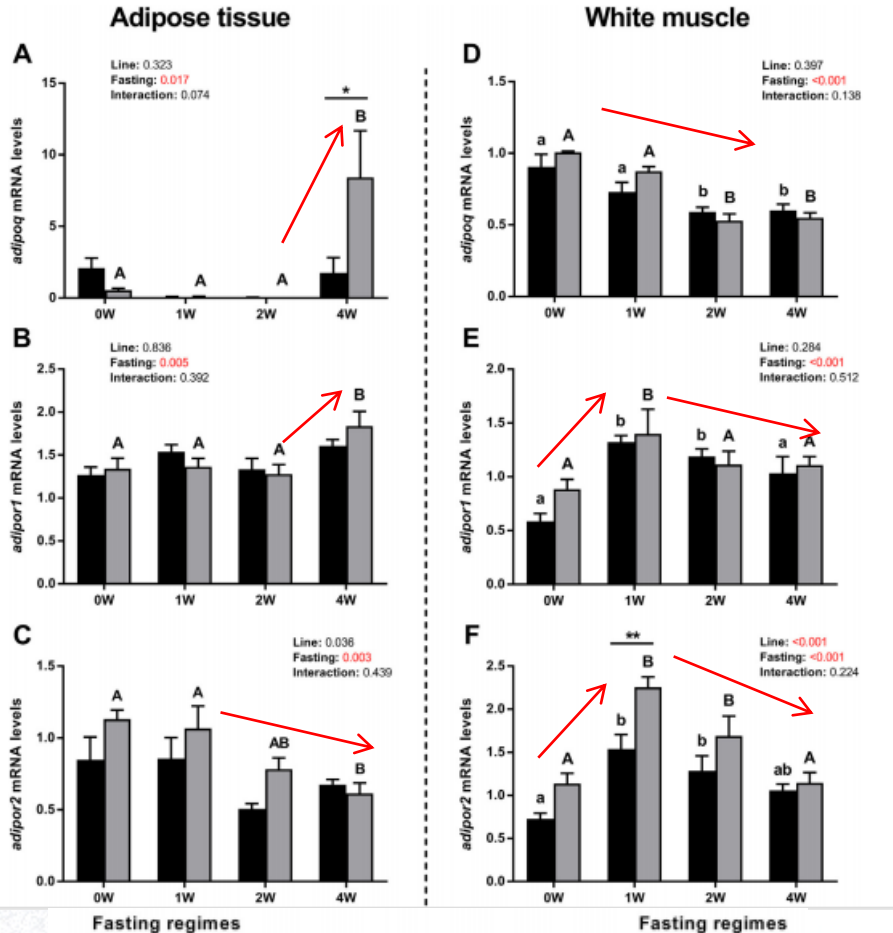 Adipose tissue
White muscle
A
Line: 0.323
Fasting: 0.017
Interaction: 0.074
adipoq mRNA levels
15
10
5
0
A
A
A
*
B
0W 1W 2W 4W
B
Line: 0.836
Fasting: 0.005
Interaction: 0.392
adipor1 mRNA levels
2.5
2.0
1.5
1.0
0.5
0.0
A
A
A
B
0W 1W 2W 4W
C
Line: 0.036
Fasting: 0.003
Interaction: 0.439
adipor2 mRNA levels
1.5
1.0
0.5
0.0
A
A
AB
B
0W 1W 2W 4W
Fasting regimes
D
Line: 0.397
Fasting: <0.001
Interaction: 0.138
adipoq mRNA levels
1.5
1.0
0.5
0.0
a A
a A
b B
b B
0W 1W 2W 4W
E
Line: 0.284
Fasting: <0.001
Interaction: 0.512
adipor1 mRNA levels
2.0
1.5
1.0
0.5
0.0
a A
b B
b A
a A
0W 1W 2W 4W
F
Line: <0.001
Fasting: <0.001
Interaction: 0.224
adipor2 mRNA levels
2.5
2.0
1.5
1.0
0.5
0.0
a A
**
b B
b B
ab A
0W 1W 2W 4W
Fasting regimes